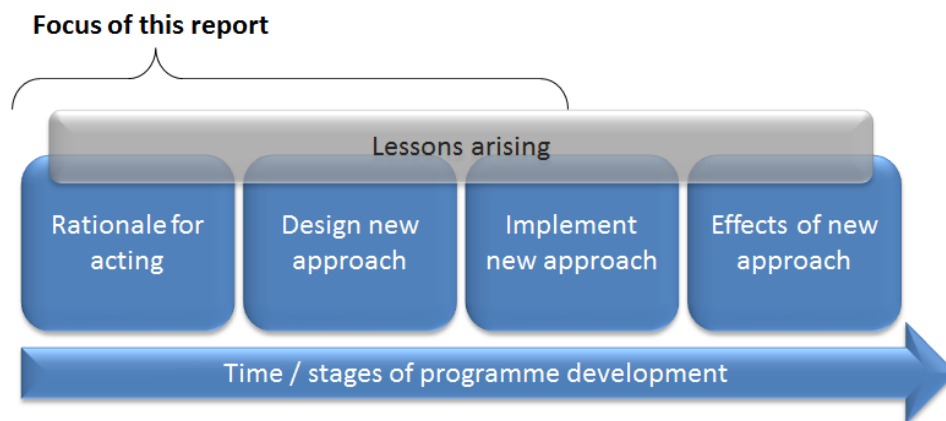 Focus of this report
Lessons arising
Rationale for
acting
Design new
approach
Implement
new approach
Effects of new
approach
Time / stages of programme development